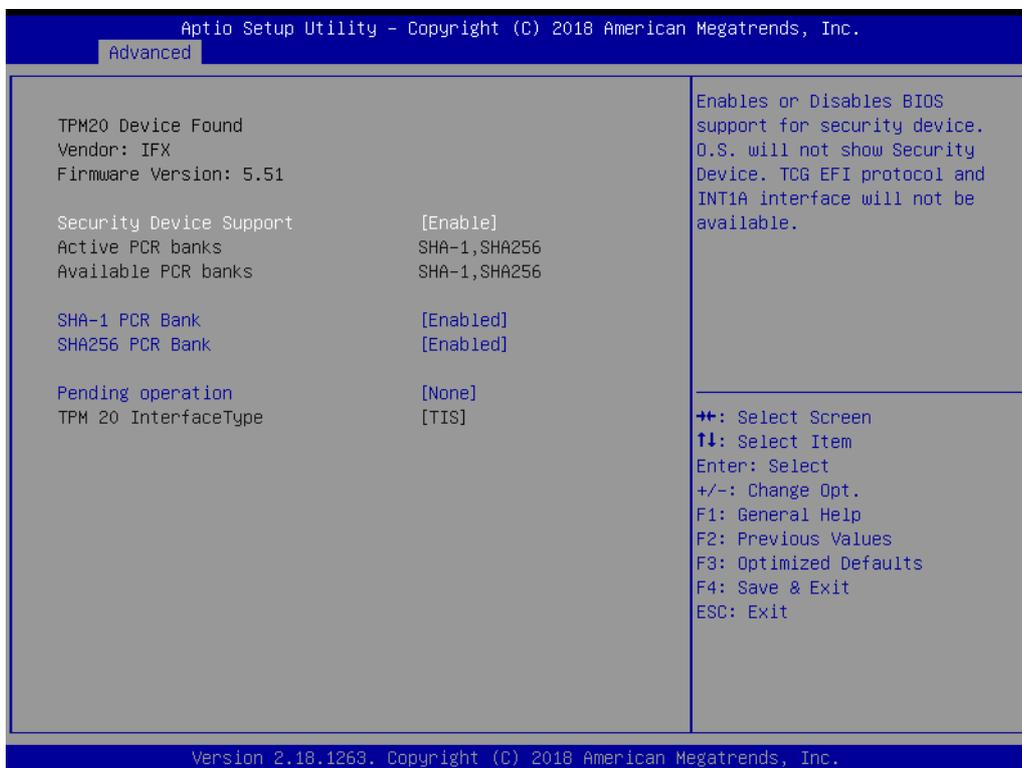 Aptio Setup Utility – Copyright (C) 2018 American Megatrends, Inc.
Advanced
TPM20 Device Found
Vendor: IFX
Firmware Version: 5.51
Security Device Support [Enable]
Active PCR banks SHA-1,SHA256
Available PCR banks SHA-1,SHA256
SHA-1 PCR Bank [Enabled]
SHA256 PCR Bank [Enabled]
Pending operation [None]
TPM 20 InterfaceType [TIS]
Enables or Disables BIOS
support for security device.
O.S. will not show Security
Device. TCG EFI protocol and
INT1A interface will not be
available.
→←: Select Screen
↑↓: Select Item
Enter: Select
+/-: Change Opt.
F1: General Help
F2: Previous Values
F3: Optimized Defaults
F4: Save & Exit
ESC: Exit
Version 2.18.1263. Copyright (C) 2018 American Megatrends, Inc.